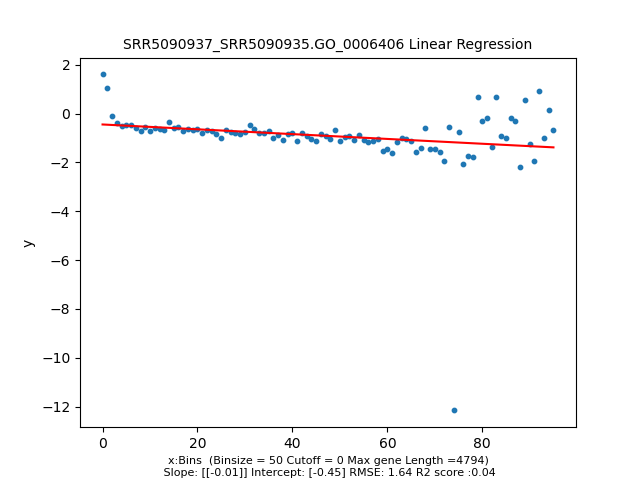 SRR5090937_SRR5090935.GO_0006406 Linear Regression
2
0
−2
−4
−6
−8
−10
−12
y
0 20 40 60 80
x:Bins  (Binsize = 50 Cutoff = 0 Max gene Length =4794)
Slope: [[-0.01]] Intercept: [-0.45] RMSE: 1.64 R2 score :0.04